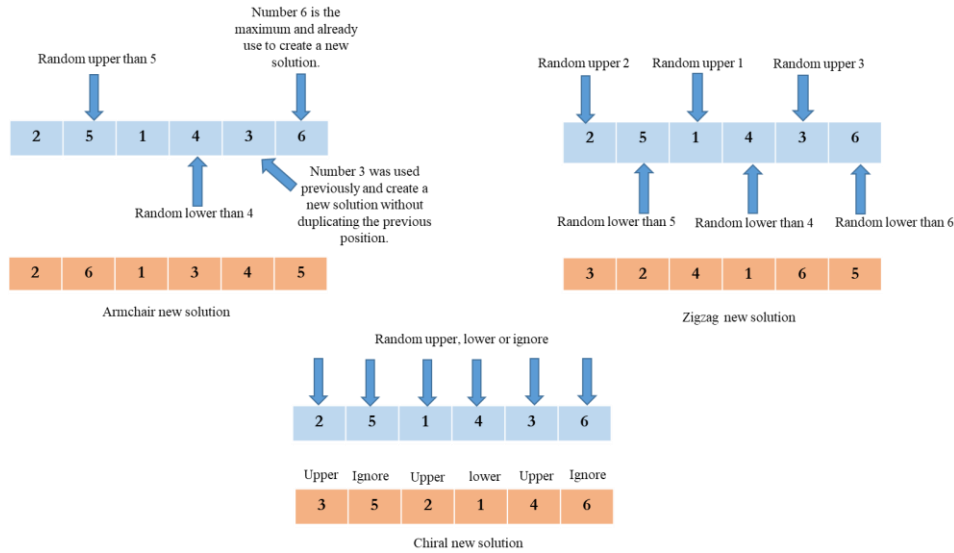 Number 6 is the
maximum and already
use to create a new
solution.
Random upper than 5
2 5 1 4 3 6
Number 3 was used
previously and create a
new solution without
duplicating the previous
position.
Random lower than 4
2 6 1 3 4 5
Armchair new solution
Random upper 2 Random upper 1 Random upper 3
2 5 1 4 3 6
Random lower than 5 Random lower than 4 Random lower than 6
3 2 4 1 6 5
Zigzag new solution
Random upper, lower or ignore
2 5 1 4 3 6
Upper Ignore Upper lower Upper Ignore
3 5 2 1 4 6
Chiral new solution